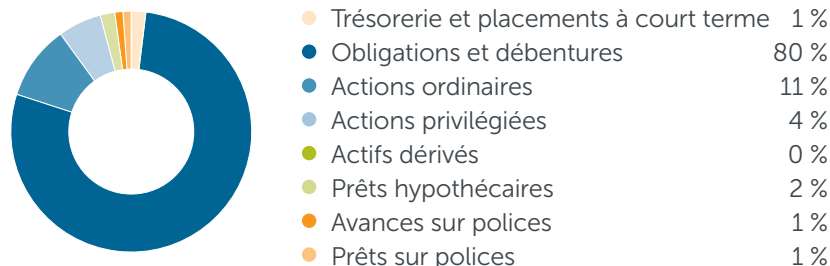 Trésorerie et placements à court terme 1 %
Obligations et débentures 80 %
Actions ordinaires 11 %
Actions privilégiées 4 %
Actifs dérivés 0 %
Prêts hypothécaires 2 %
Avances sur polices 1 %
Prêts sur polices 1 %